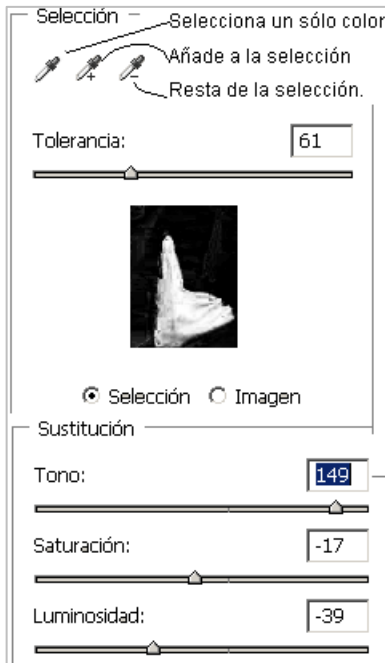 Selección
Selecciona un sólo color
Añade a la selección
Resta de la selección.
Tolerancia: 61
Selección Imagen
Sustitución
Tono: 149
Saturación: -17
Luminosidad: -39